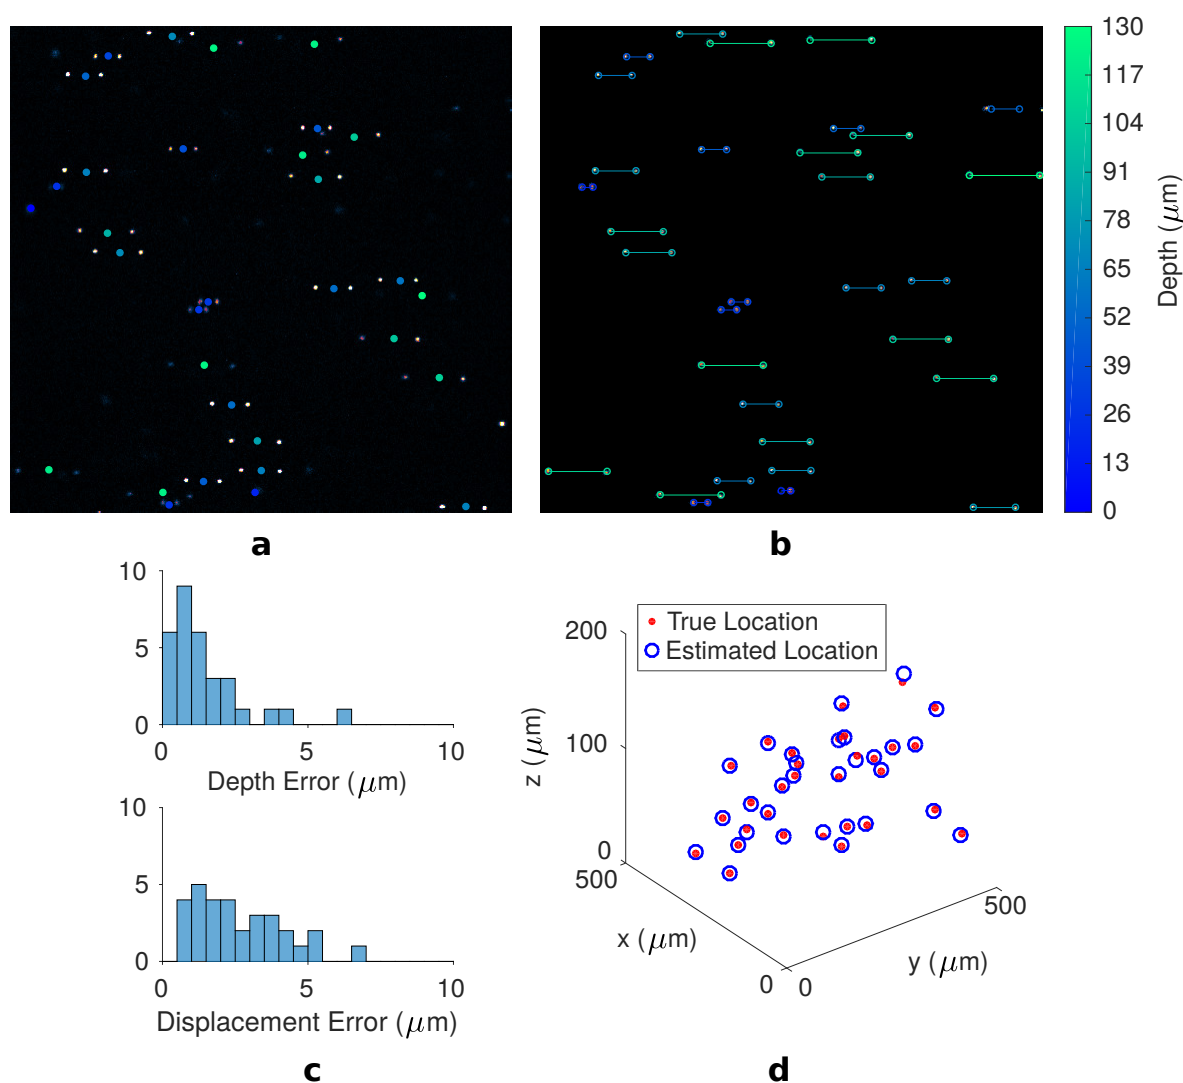 130
117
104
91
78
65
52
39
26
13
0
Depth (μm)
a
b
10
5
0
0
5
10
Depth Error (μm)
10
5
0
0
5
10
Displacement Error (μm)
c
True Location
Estimated Location
200
100
0
z (μm)
500
x (μm)
0
0
y (μm)
500
d